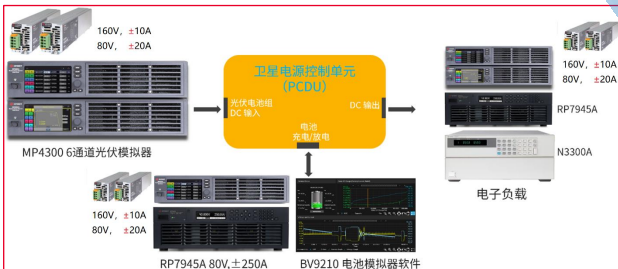 160V，±10A
80V，±20A
MP4300 6通道光伏模拟器
卫星电源控制单元
（PCDU）
光伏电池组
DC 输入
DC 输出
电池
充电/放电
160V，±10A
80V，±20A
RP7945A
N3300A
电子负载
160V，±10A
80V，±20A
RP7945A 80V,±250A
BV9210 电池模拟器软件